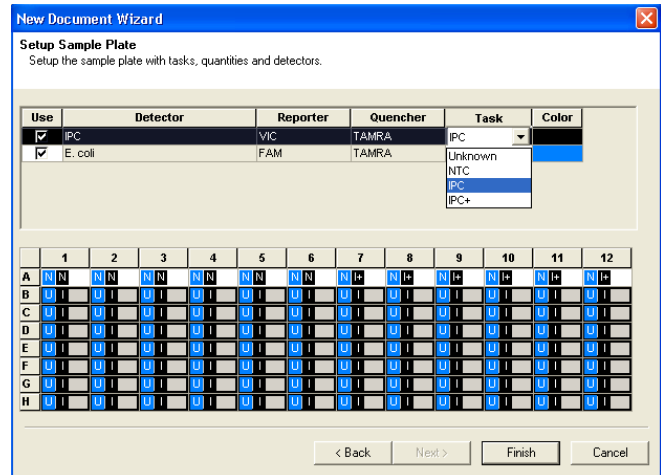 New Document Wizard
Setup Sample Plate
Setup the sample plate with tasks, quantities and detectors.
Use Detector Reporter Quencher Task Color
IPC VIC TAMRA IPC
E. coli FAM TAMRA
Unknown
NTC
IPC
IPC+
1 2 3 4 5 6 7 8 9 10 11 12
A N N N N N N N N N N N N N I+ N I+ N I+ N I+ N I+ N I+
B U I U I U I U I U I U I U I U I U I U I U I U I
C U I U I U I U I U I U I U I U I U I U I U I U I
D U I U I U I U I U I U I U I U I U I U I U I U I
E U I U I U I U I U I U I U I U I U I U I U I U I
F U I U I U I U I U I U I U I U I U I U I U I U I
G U I U I U I U I U I U I U I U I U I U I U I U I
H U I U I U I U I U I U I U I U I U I U I U I U I
< Back Next > Finish Cancel